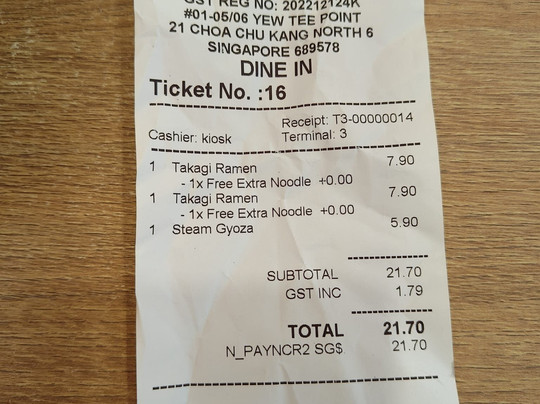 GST REG NO: 202212124K
#01-05/06 YEW TEE POINT
21 CHOA CHU KANG NORTH 6
SINGAPORE 689578
DINE IN
Ticket No. :16
Receipt: T3-00000014
Cashier: kiosk Terminal: 3
1 Takagi Ramen 7.90
- 1x Free Extra Noodle +0.00
1 Takagi Ramen 7.90
- 1x Free Extra Noodle +0.00
1 Steam Gyoza 5.90
SUBTOTAL 21.70
GST INC 1.79
TOTAL 21.70
N_PAYNCR2 SG$ 21.70